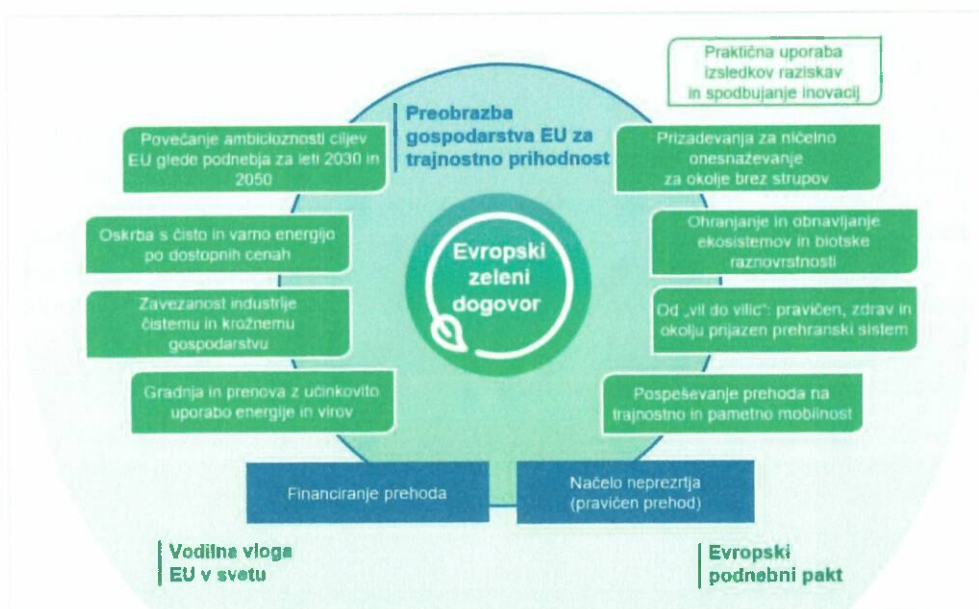 Praktična uporaba
izsledkov raziskav
in spodbujanje inovacij
Preobrazba
gospodarstva EU za
trajnostno prihodnost
Povečanje ambicioznosti ciljev
EU glede podnebja za leti 2030 in
2050
Prizadevanja za ničelno
onesnaževanje
za okolje brez strupov
Oskrba s čisto in varno energijo
po dostopnih cenah
Evropski
zeleni
dogovor
Ohranjanje in obnavljanje
ekosistemov in biotske
raznovrstnosti
Zavezanost industrije
čistemu in krožnemu
gospodarstvu
Od „vil do vilic“: pravičen, zdrav in
okolju prijazen prehranski sistem
Gradnja in prenova z učinkovito
uporabo energije in virov
Pospeševanje prehoda na
trajnostno in pametno mobilnost
Financiranje prehoda
Načelo neprezrtja
(pravičen prehod)
Vodilna vloga
EU v svetu
Evropski
podnebni pakt